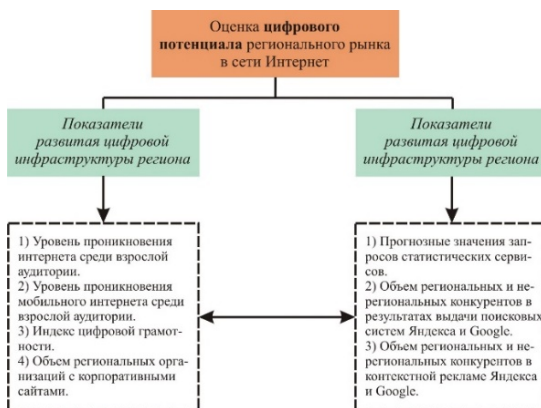 Оценка цифрового
потенциала регионального рынка
в сети Интернет
Показатели
развитая цифровой
инфраструктуры региона
Показатели
развитая цифровой
инфраструктуры региона
1) Уровень проникновения
интернета среди взрослой
аудитории.
2) Уровень проникновения
мобильного интернета среди
взрослой аудитории.
3) Индекс цифровой грамот-
ности.
4) Объем региональных орга-
низаций с корпоративными
сайтами.
1) Прогнозные значения зап-
росов статистических серви-
сов.
2) Объем региональных и не-
региональных конкурентов в
результатах выдачи поисковых
систем Яндекса и Google.
3) Объем региональных и не-
региональных конкурентов в
контекстной рекламе Яндекса
и Google.